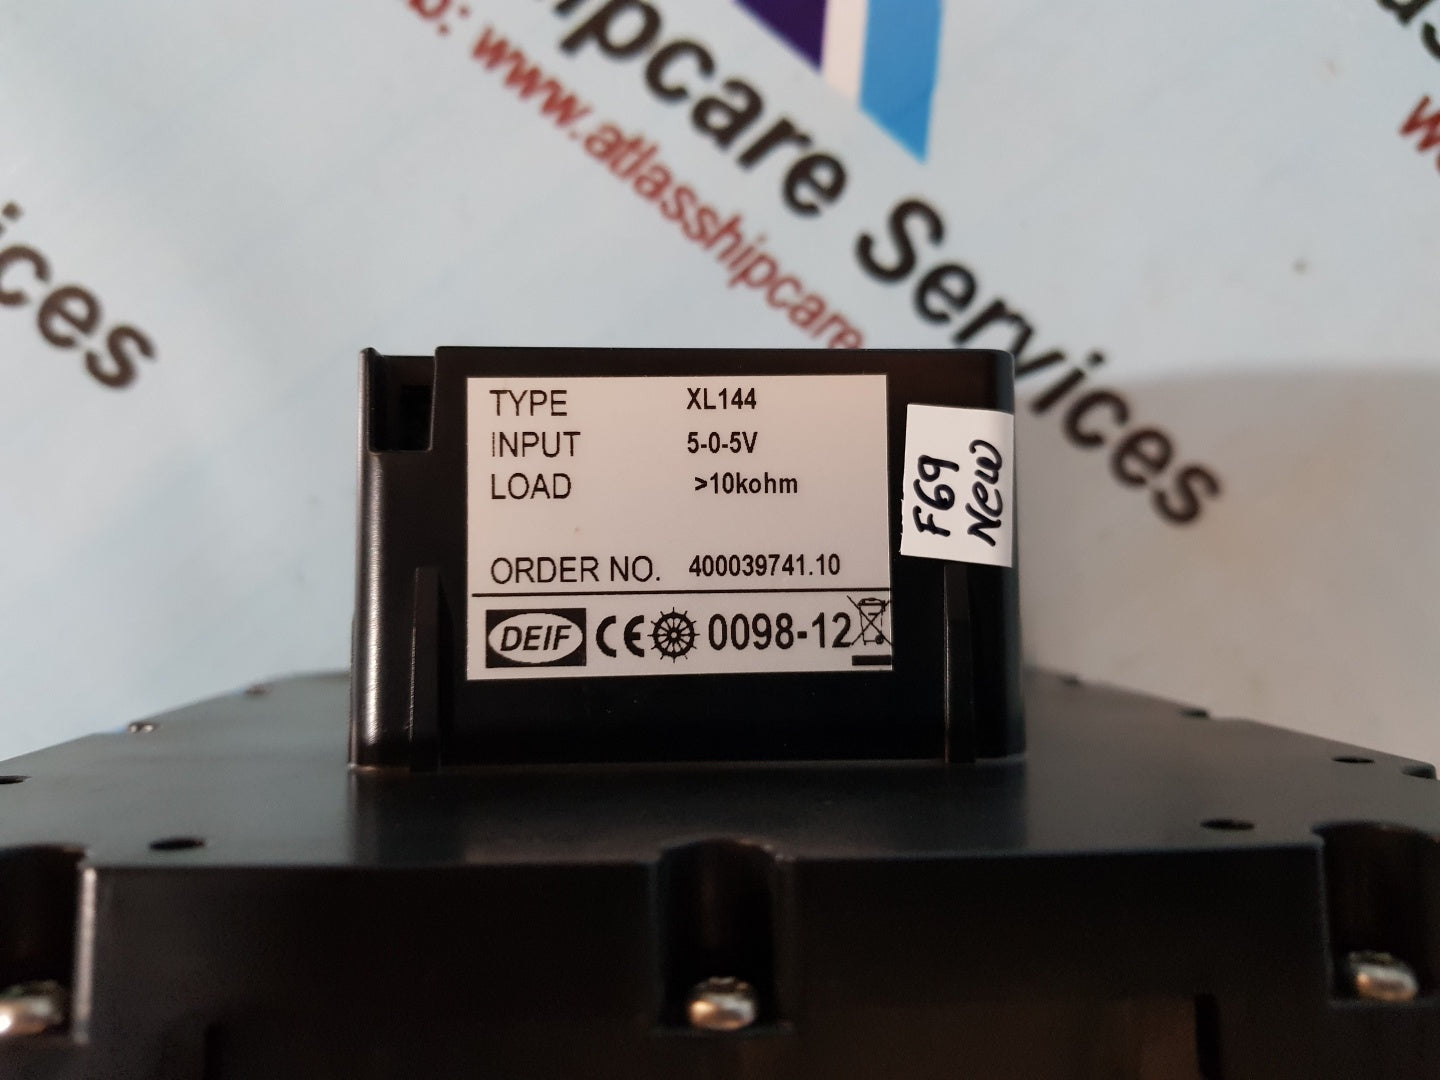 pcare Services
www.atlasshipcare
ices
TYPE XL144
INPUT 5-0-5V
LOAD >10kohm
ORDER NO. 400039741.10
DEIF CE 0098-12
F69
New